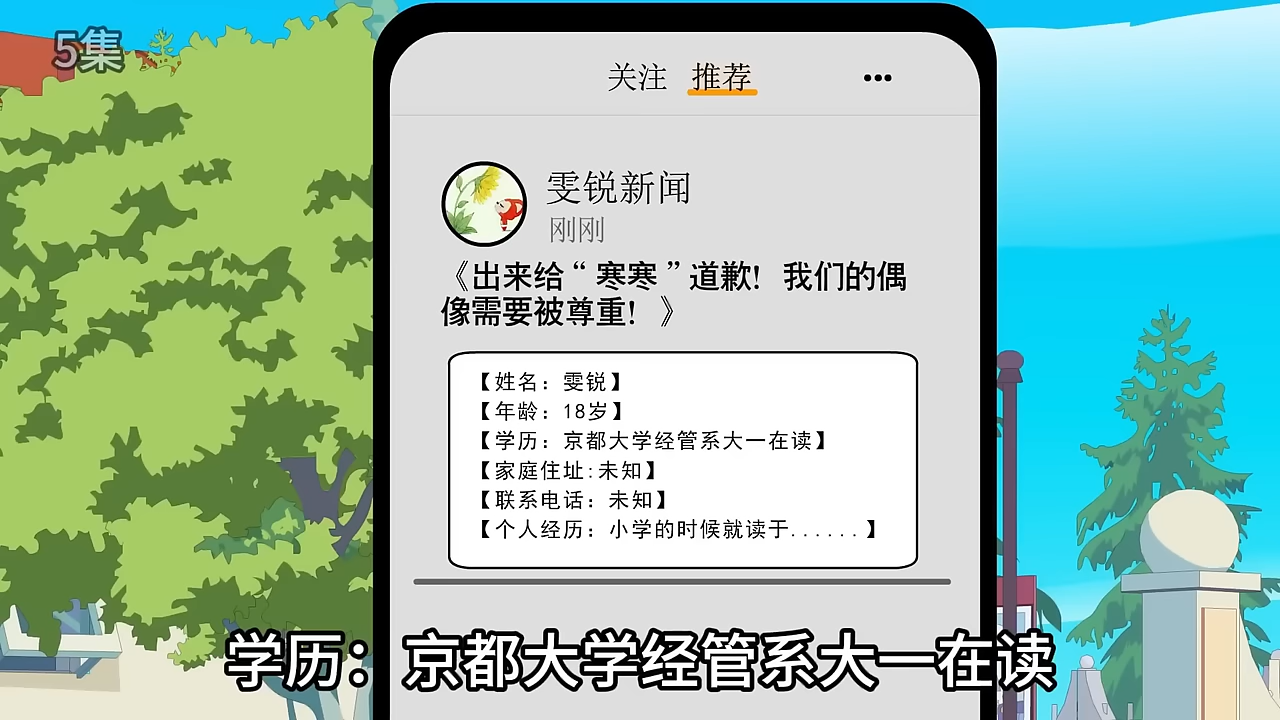 5集
关注 推荐 •••
雯锐新闻
刚刚
《出来给“寒寒”道歉! 我们的偶
像需要被尊重! 》
【姓名: 雯锐】
【年龄: 18岁】
【学历: 京都大学经管系大一在读】
【家庭住址:未知】
【联系电话: 未知】
【个人经历: 小学的时候就读于......】
学历: 京都大学经管系大一在读